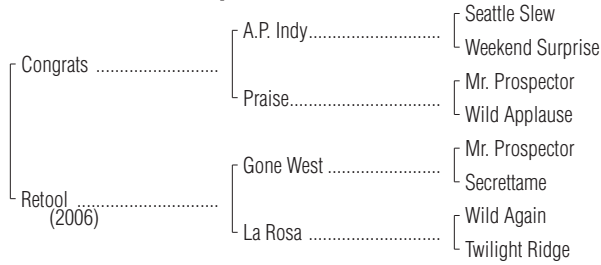 Seattle Slew
A.P. Indy..............................
Weekend Surprise
Congrats ............................
Mr. Prospector
Praise..................................
Wild Applause
Mr. Prospector
Gone West ..........................
Secrettame
Retool .................................
(2006)
Wild Again
La Rosa ..............................
Twilight Ridge